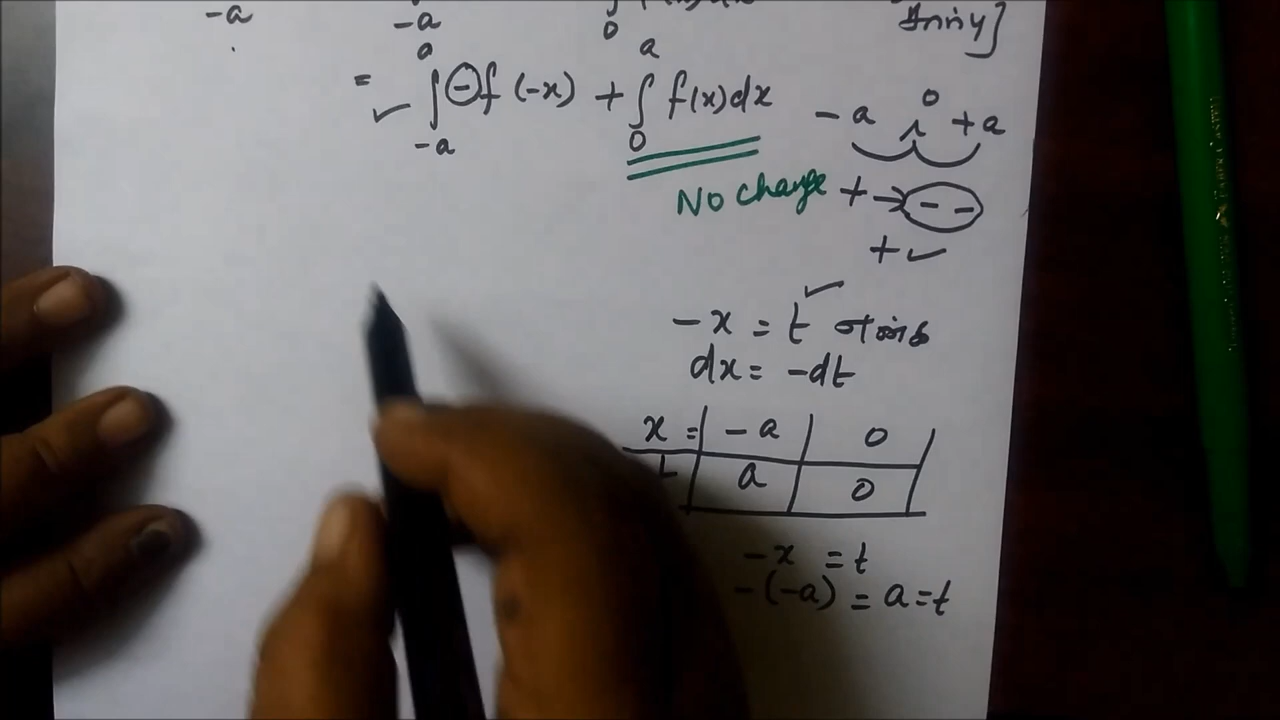 -a
-a
0
= ∫_{-a}^{a} ⊖f (-x) + ∫_{0}^{a} f(x)dx
No change
- a 0 +a
+ → - -
+ ✓
-x = t ✓
dx = -dt
x = | -a | 0
t | a | 0
-x = t
-(-a) = a = t